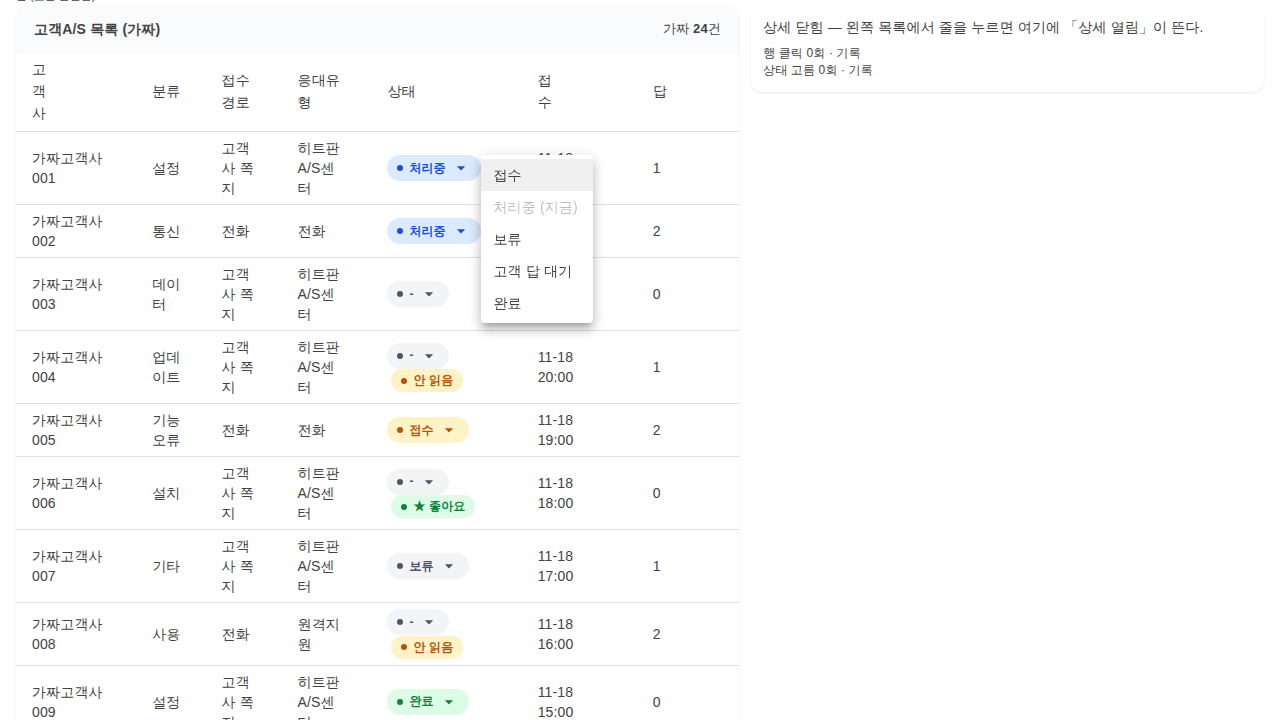 고객A/S 목록 (가짜)
가짜 24건
고
객
사
분류
접수
경로
응대유
형
상태
접
수
답
가짜고객사
001
설정
고객
사 쪽
지
히트판
A/S센
터
처리중
1
가짜고객사
002
통신
전화
전화
처리중
2
가짜고객사
003
데이
터
고객
사 쪽
지
히트판
A/S센
터
-
0
접수
처리중 (지금)
보류
고객 답 대기
완료
가짜고객사
004
업데
이트
고객
사 쪽
지
히트판
A/S센
터
-
안 읽음
11-18
20:00
1
가짜고객사
005
기능
오류
전화
전화
접수
11-18
19:00
2
가짜고객사
006
설치
고객
사 쪽
지
히트판
A/S센
터
-
★ 좋아요
11-18
18:00
0
가짜고객사
007
기타
고객
사 쪽
지
히트판
A/S센
터
보류
11-18
17:00
1
가짜고객사
008
사용
전화
원격지
원
-
안 읽음
11-18
16:00
2
가짜고객사
009
설정
고객
사 쪽
히트판
A/S센
완료
11-18
15:00
0
상세 닫힘 — 왼쪽 목록에서 줄을 누르면 여기에 「상세 열림」이 뜬다.
행 클릭 0회 · 기록
상태 고름 0회 · 기록